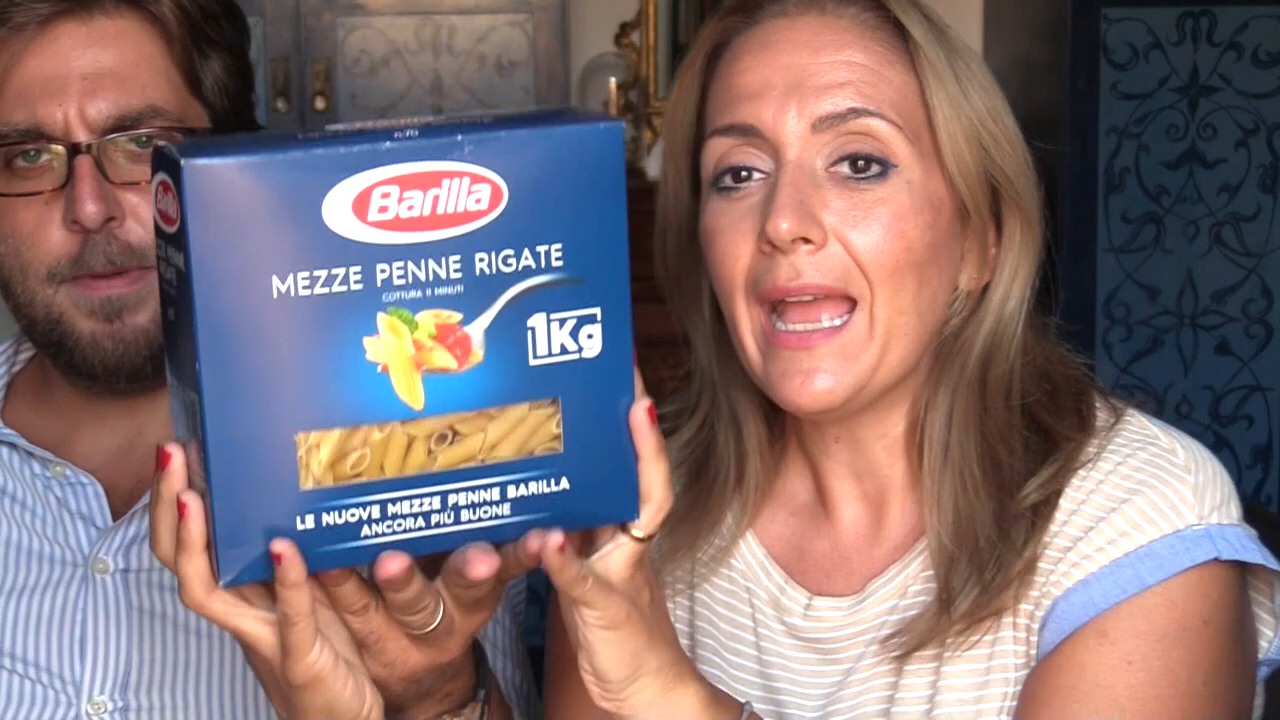 Barilla
MEZZE PENNE RIGATE
COTTURA 11 MINUTI
1Kg
LE NUOVE MEZZE PENNE BARILLA
ANCORA PIÙ BUONE